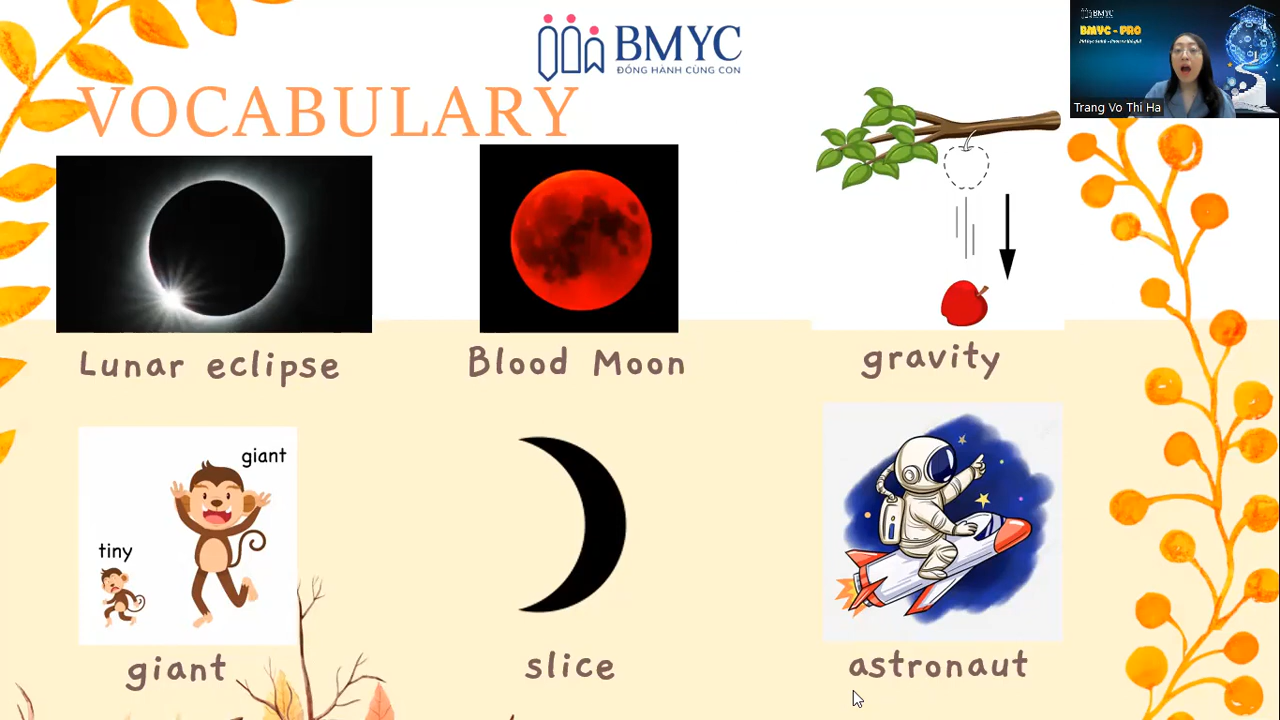 BMYC
ĐỒNG HÀNH CÙNG CON
VOCABULARY
BMYC
BMYC - PRO
Trang Vo Thi Ha
Lunar eclipse
Blood Moon
gravity
giant
tiny
giant
slice
astronaut